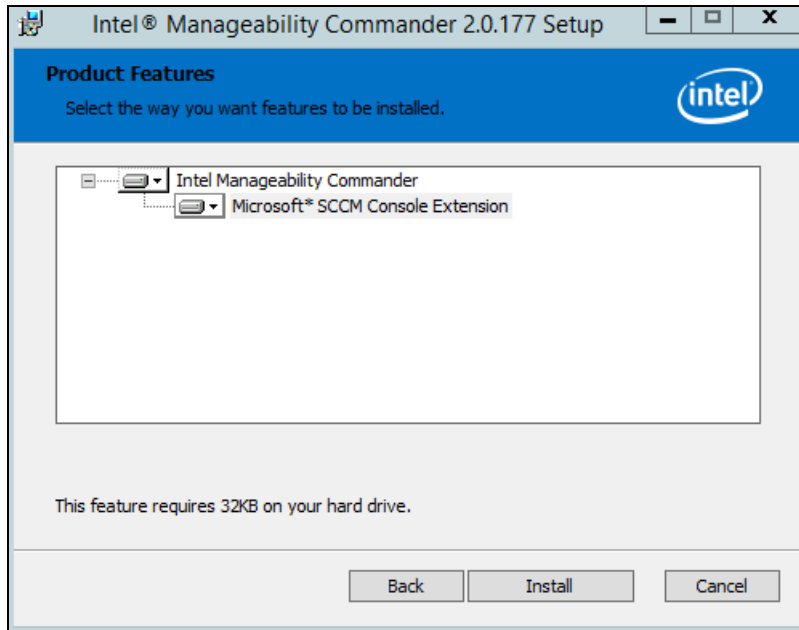 Intel® Manageability Commander 2.0.177 Setup
Product Features
Select the way you want features to be installed.
intel
Intel Manageability Commander
Microsoft* SCCM Console Extension
This feature requires 32KB on your hard drive.
Back
Install
Cancel